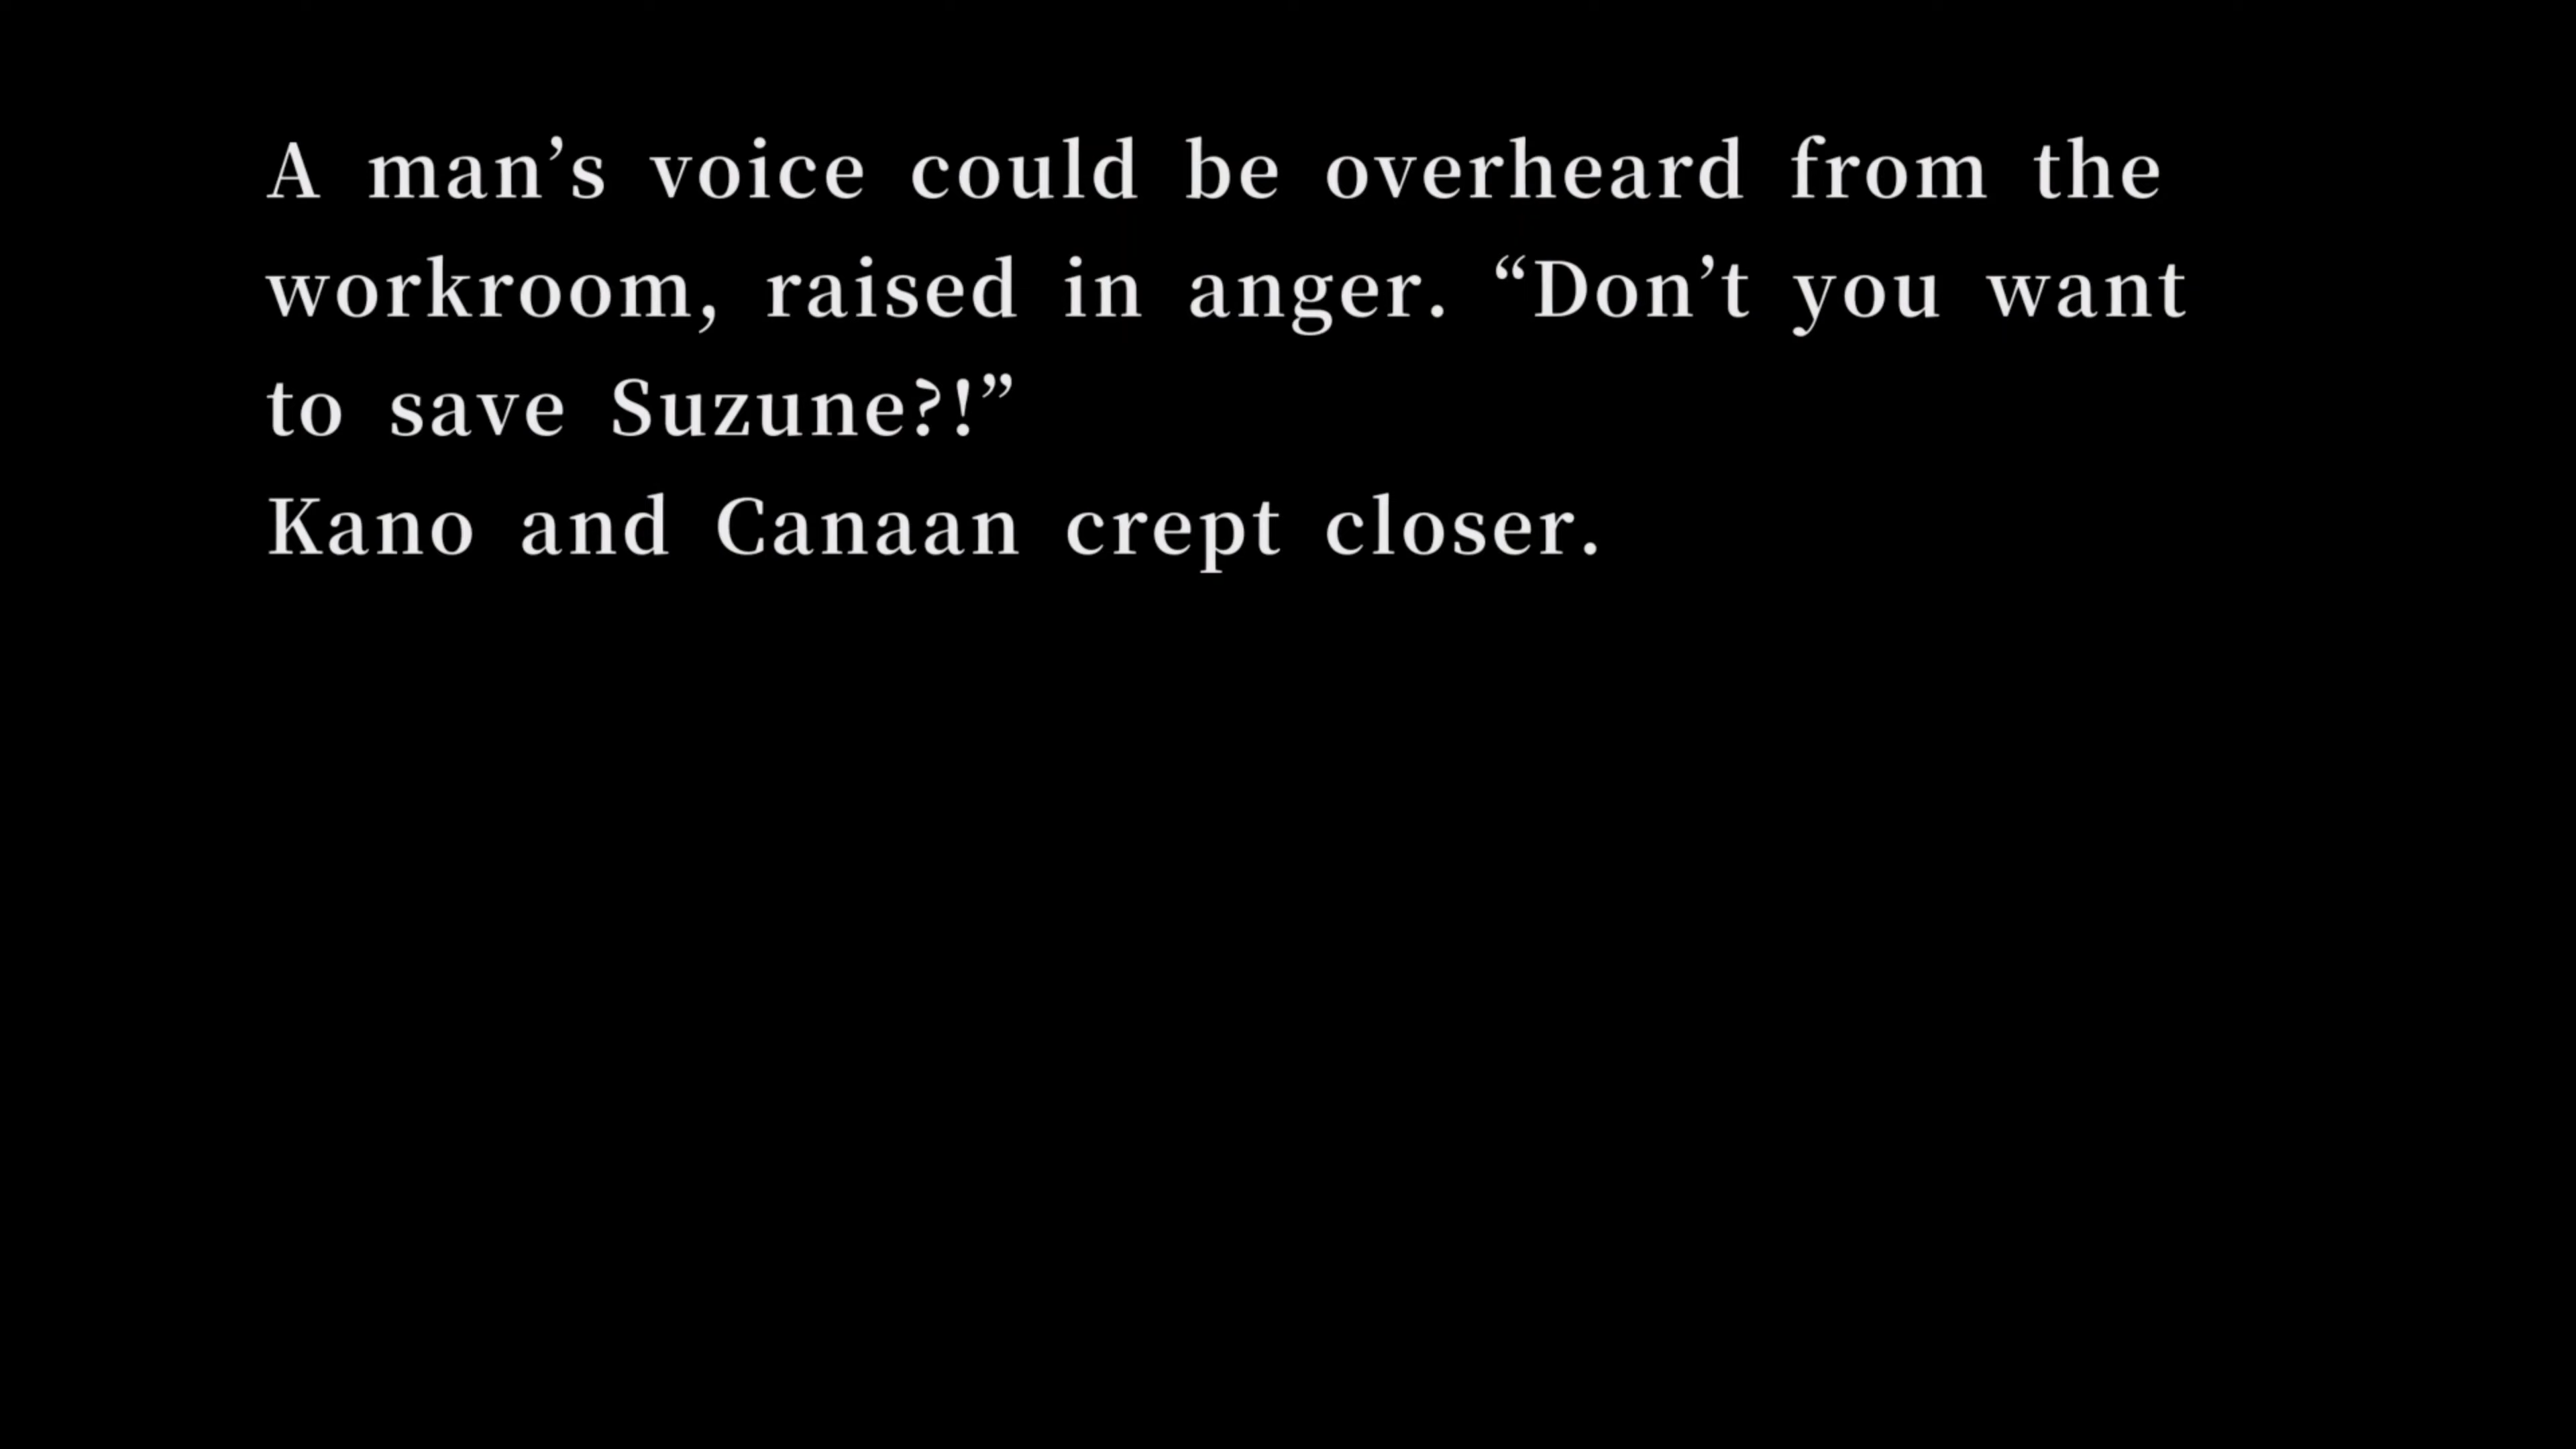 A man’s voice could be overheard from the
workroom, raised in anger. “Don’t you want
to save Suzune?!”
Kano and Canaan crept closer.